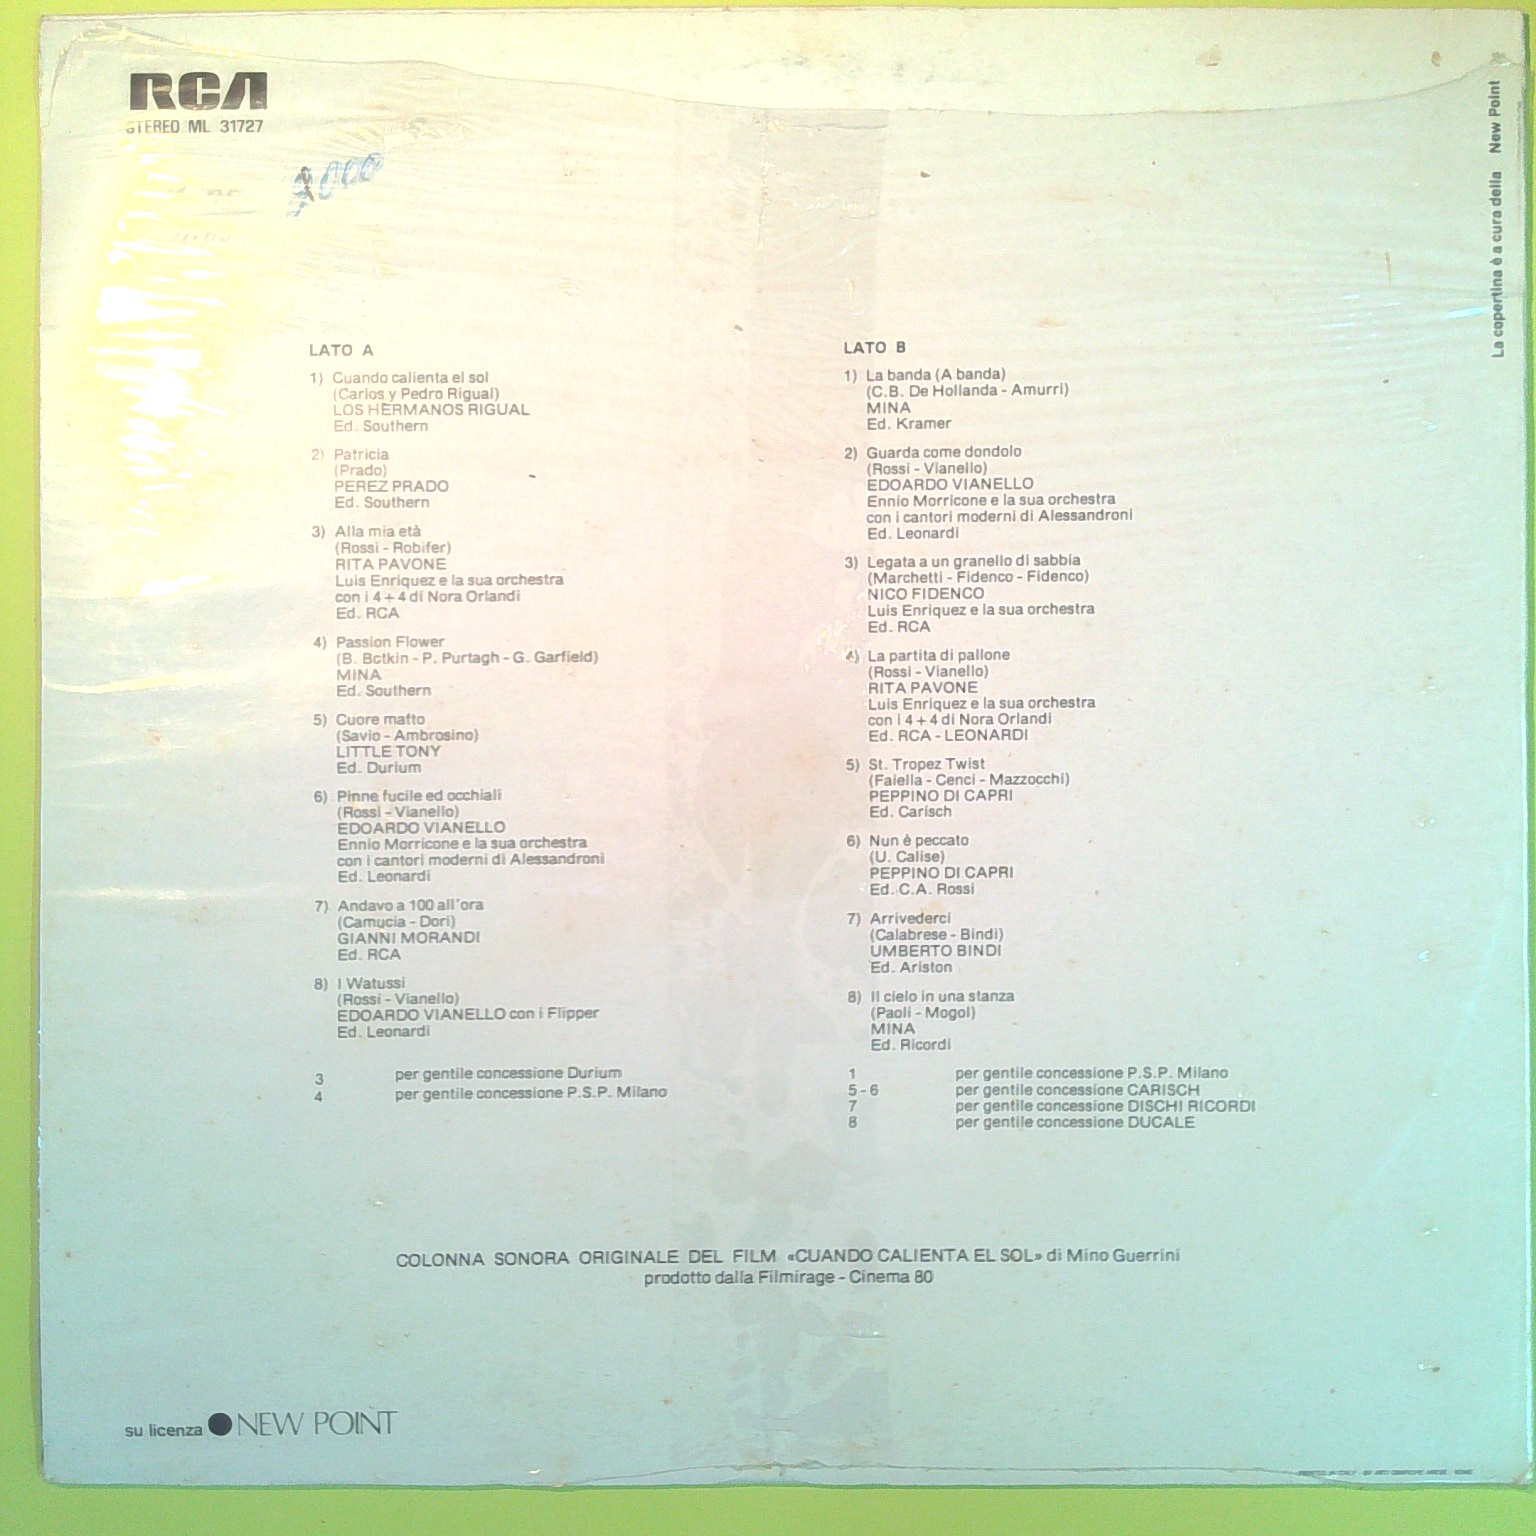 RCA
STEREO ML 31727
La copertina è a cura della New Point
LATO A
1) Cuando calienta el sol
(Carlos y Pedro Rigual)
LOS HERMANOS RIGUAL
Ed. Southern
2) Patricia
(Prado)
PEREZ PRADO
Ed. Southern
3) Alla mia età
(Rossi - Robifer)
RITA PAVONE
Luis Enriquez e la sua orchestra
con i 4 + 4 di Nora Orlandi
Ed. RCA
4) Passion Flower
(B. Botkin - P. Purtagh - G. Garfield)
MINA
Ed. Southern
5) Cuore matto
(Savio - Ambrosino)
LITTLE TONY
Ed. Durium
6) Pinne fucile ed occhiali
(Rossi - Vianello)
EDOARDO VIANELLO
Ennio Morricone e la sua orchestra
con i cantori moderni di Alessandroni
Ed. Leonardi
7) Andavo a 100 all'ora
(Camucia - Dori)
GIANNI MORANDI
Ed. RCA
8) I Watussi
(Rossi - Vianello)
EDOARDO VIANELLO con i Flipper
Ed. Leonardi
3 per gentile concessione Durium
4 per gentile concessione P.S.P. Milano
LATO B
1) La banda (A banda)
(C.B. De Hollanda - Amurri)
MINA
Ed. Kramer
2) Guarda come dondolo
(Rossi - Vianello)
EDOARDO VIANELLO
Ennio Morricone e la sua orchestra
con i cantori moderni di Alessandroni
Ed. Leonardi
3) Legata a un granello di sabbia
(Marchetti - Fidenco - Fidenco)
NICO FIDENCO
Luis Enriquez e la sua orchestra
Ed. RCA
4) La partita di pallone
(Rossi - Vianello)
RITA PAVONE
Luis Enriquez e la sua orchestra
con i 4 + 4 di Nora Orlandi
Ed. RCA - LEONARDI
5) St. Tropez Twist
(Faiella - Cenci - Mazzocchi)
PEPPINO DI CAPRI
Ed. Carisch
6) Nun è peccato
(U. Calise)
PEPPINO DI CAPRI
Ed. C.A. Rossi
7) Arrivederci
(Calabrese - Bindi)
UMBERTO BINDI
Ed. Ariston
8) Il cielo in una stanza
(Paoli - Mogol)
MINA
Ed. Ricordi
1 per gentile concessione P.S.P. Milano
5 - 6 per gentile concessione CARISCH
7 per gentile concessione DISCHI RICORDI
8 per gentile concessione DUCALE
COLONNA SONORA ORIGINALE DEL FILM «CUANDO CALIENTA EL SOL» di Mino Guerrini
prodotto dalla Filmirage - Cinema 80
su licenza NEW POINT